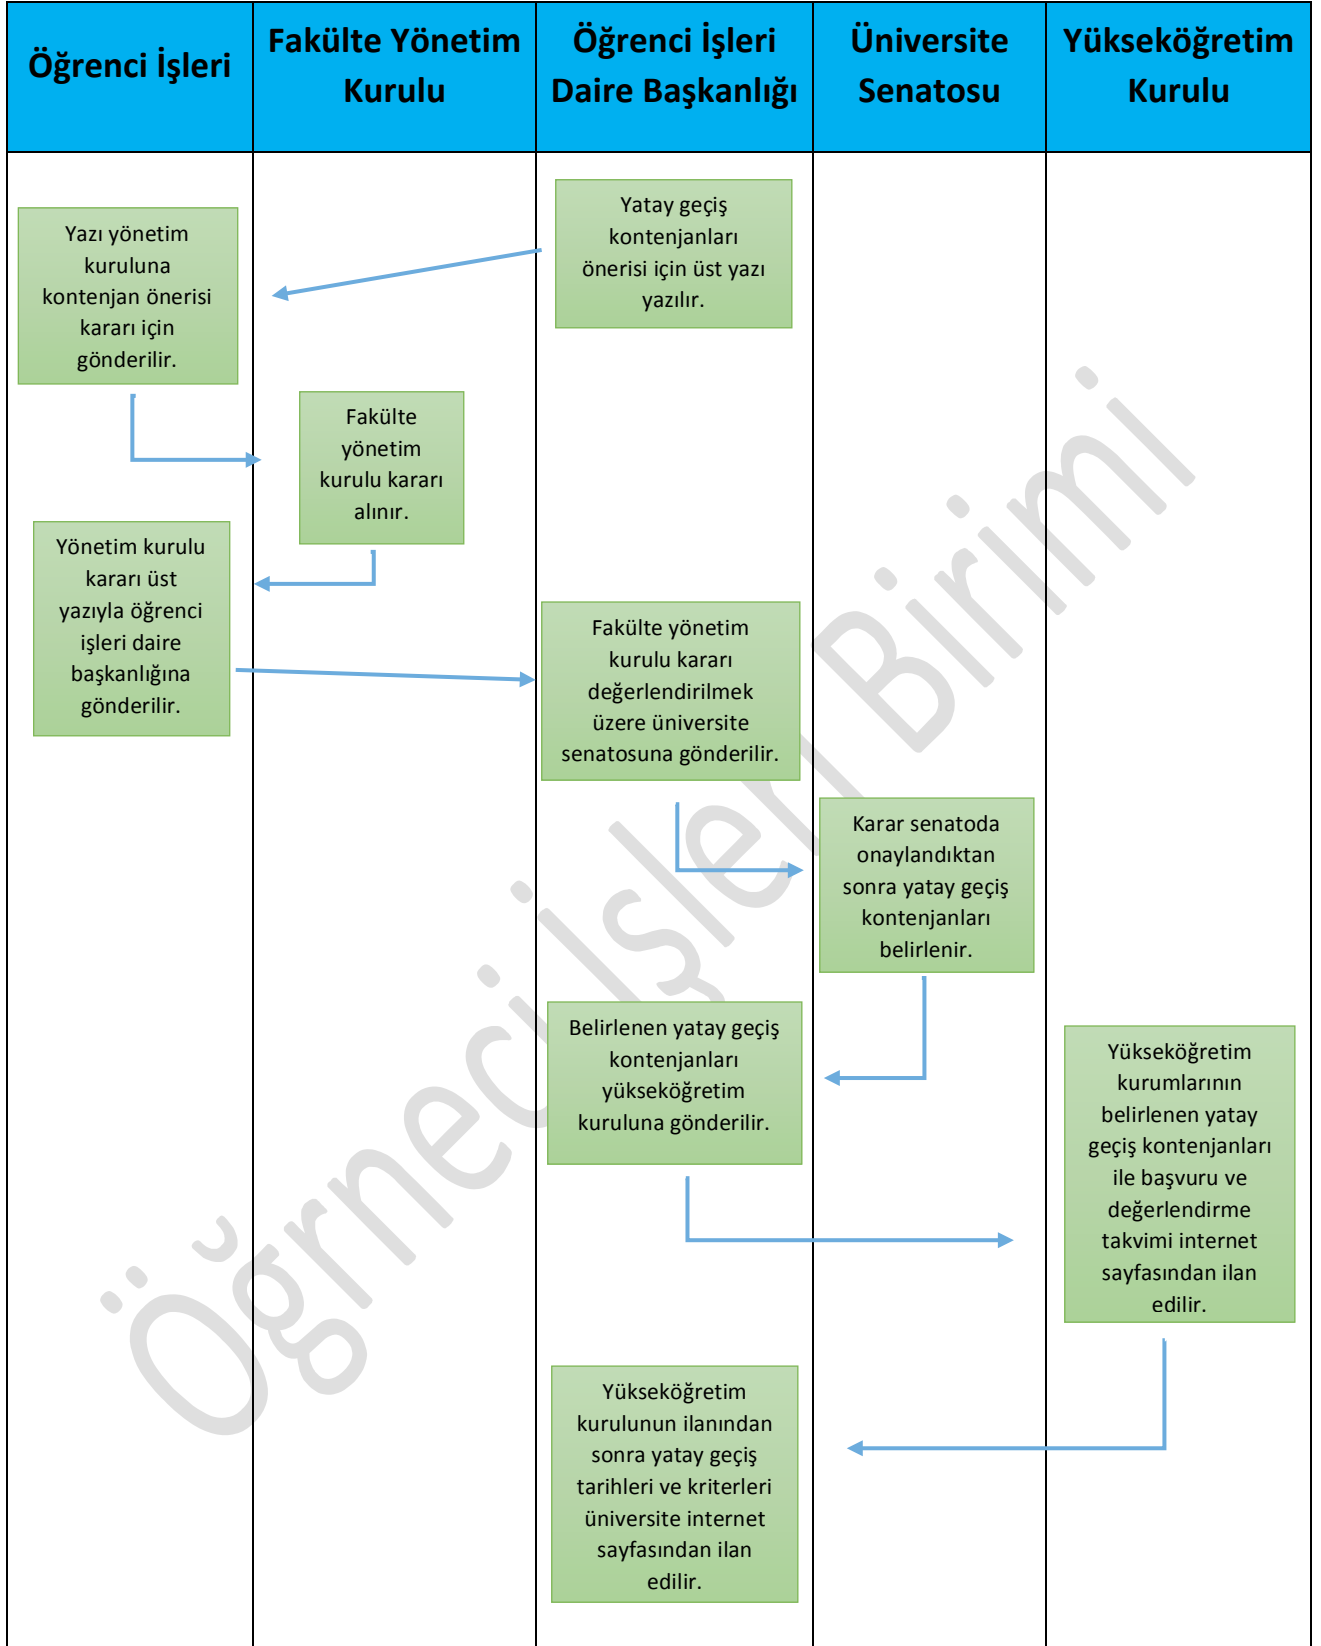 Öğrenci İşleri
Fakülte Yönetim
Kurulu
Öğrenci İşleri
Daire Başkanlığı
Üniversite
Senatosu
Yükseköğretim
Kurulu
Yatay geçiş
kontenjanları
önerisi için üst yazı
yazılır.
Yazı yönetim
kuruluna
kontenjan önerisi
kararı için
gönderilir.
Fakülte
yönetim
kurulu kararı
alınır.
Yönetim kurulu
kararı üst
yazıyla öğrenci
işleri daire
başkanlığına
gönderilir.
Fakülte yönetim
kurulu kararı
değerlendirilmek
üzere üniversite
senatosuna gönderilir.
Karar senatoda
onaylandıktan
sonra yatay geçiş
kontenjanları
belirlenir.
Belirlenen yatay geçiş
kontenjanları
yükseköğretim
kuruluna gönderilir.
Yükseköğretim
kurumlarının
belirlenen yatay
geçiş kontenjanları
ile başvuru ve
değerlendirme
takvimi internet
sayfasından ilan
edilir.
Yükseköğretim
kurulunun ilanından
sonra yatay geçiş
tarihleri ve kriterleri
üniversite internet
sayfasından ilan
edilir.
Öğrneci İşleri Birimi